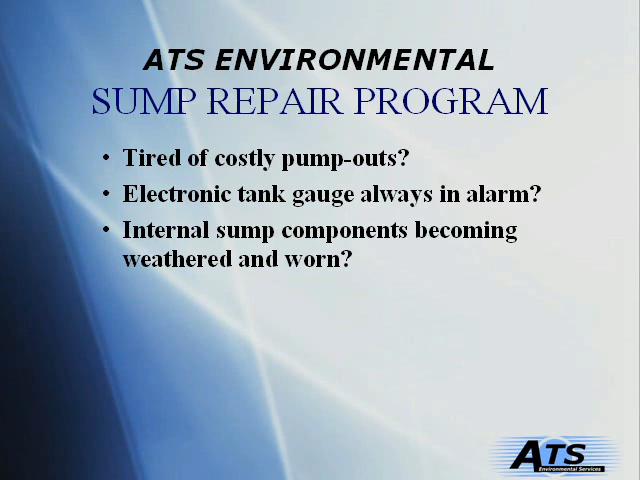 ATS ENVIRONMENTAL
SUMP REPAIR PROGRAM
• Tired of costly pump-outs?
• Electronic tank gauge always in alarm?
• Internal sump components becoming
weathered and worn?
ATS
Environmental Services